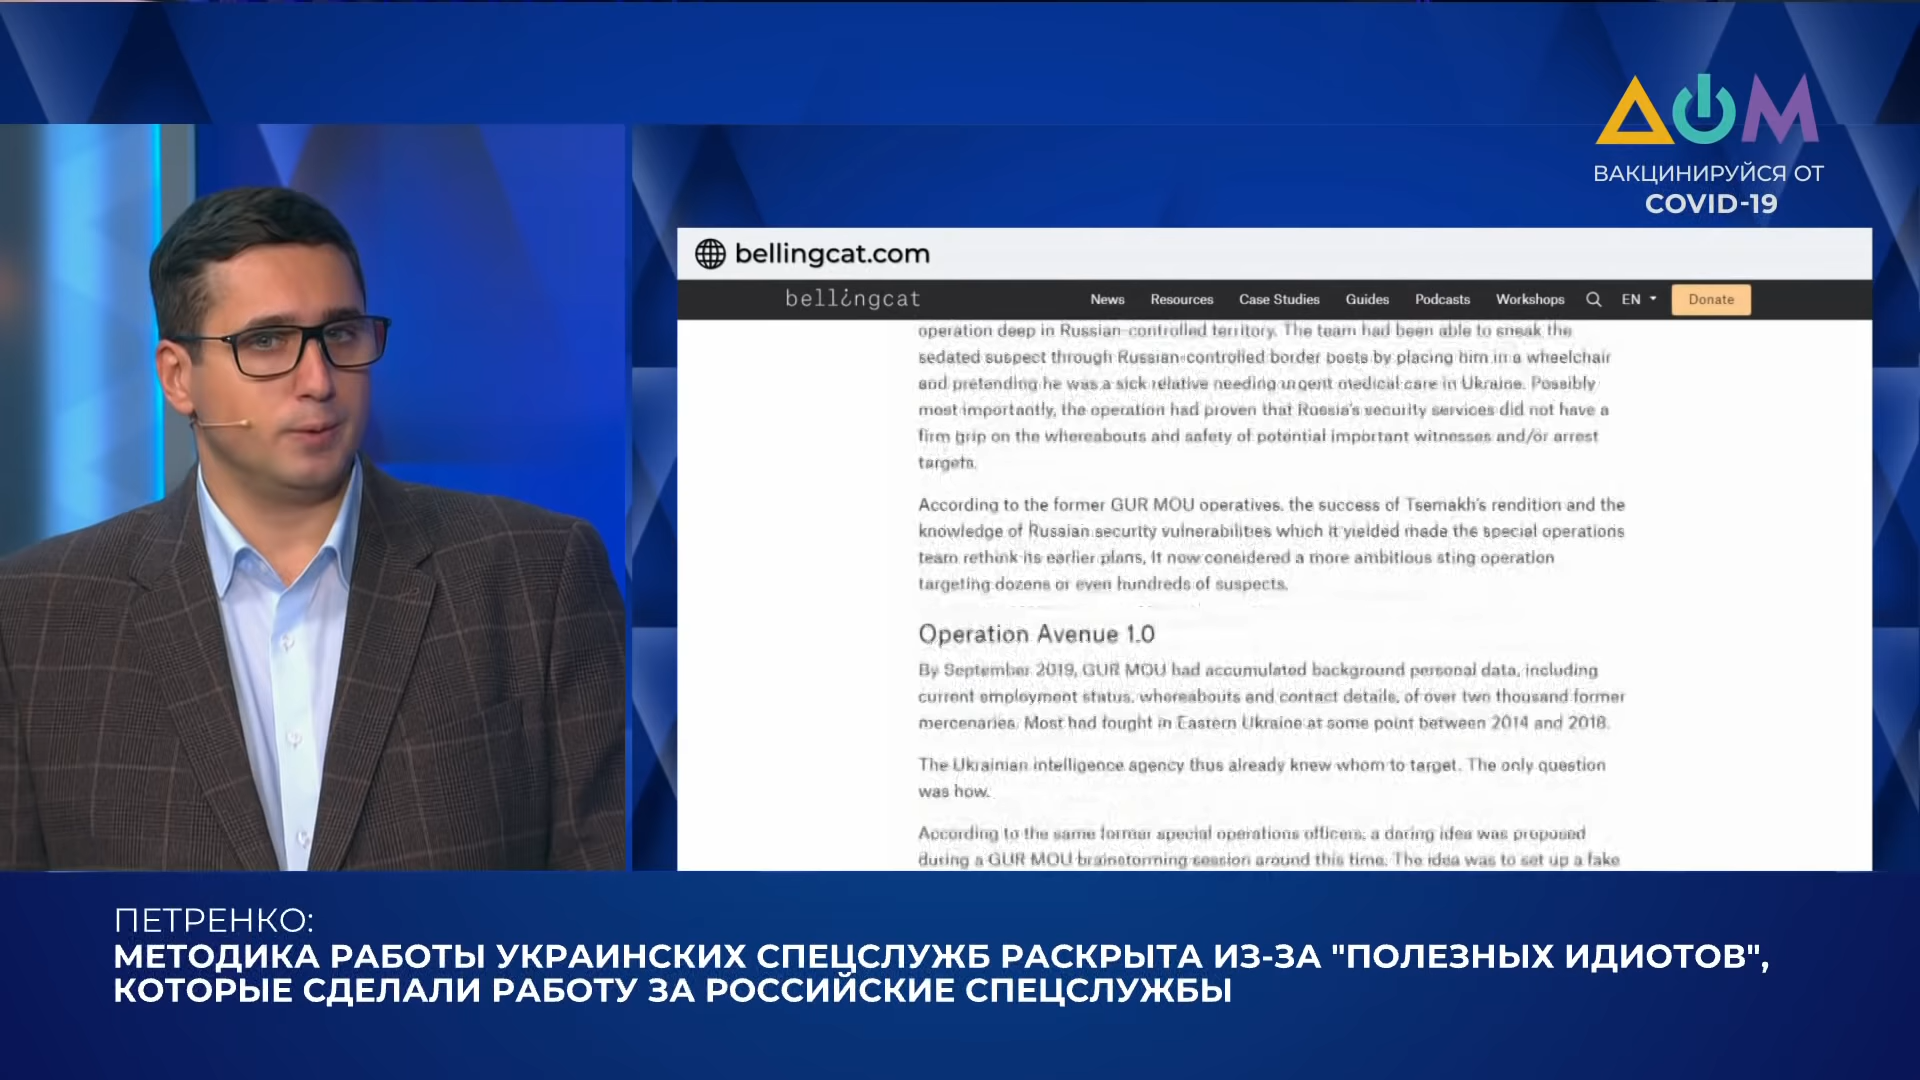 ДОМ
ВАКЦИНИРУЙСЯ ОТ
COVID-19
bellingcat.com
bellingcat
News Resources Case Studies Guides Podcasts Workshops EN Donate
operation deep in Russian-controlled territory. The team had been able to sneak the
sedated suspect through Russian-controlled border posts by placing him in a wheelchair
and pretending he was a sick relative needing urgent medical care in Ukraine. Possibly
most importantly, the operation had proven that Russia's security services did not have a
firm grip on the whereabouts and safety of potential important witnesses and/or arrest
targets.
According to the former GUR MOU operatives, the success of Tsemakh's rendition and the
knowledge of Russian security vulnerabilities which it yielded made the special operations
team rethink its earlier plans. It now considered a more ambitious sting operation
targeting dozens or even hundreds of suspects.
Operation Avenue 1.0
By September 2019, GUR MOU had accumulated background personal data, including
current employment status, whereabouts and contact details, of over two thousand former
mercenaries. Most had fought in Eastern Ukraine at some point between 2014 and 2018.
The Ukrainian intelligence agency thus already knew whom to target. The only question
was how.
According to the same former special operations officers, a daring idea was proposed
during a GUR MOU brainstorming session around this time. The idea was to set up a fake
ПЕТРЕНКО:
МЕТОДИКА РАБОТЫ УКРАИНСКИХ СПЕЦСЛУЖБ РАСКРЫТА ИЗ-ЗА "ПОЛЕЗНЫХ ИДИОТОВ",
КОТОРЫЕ СДЕЛАЛИ РАБОТУ ЗА РОССИЙСКИЕ СПЕЦСЛУЖБЫ